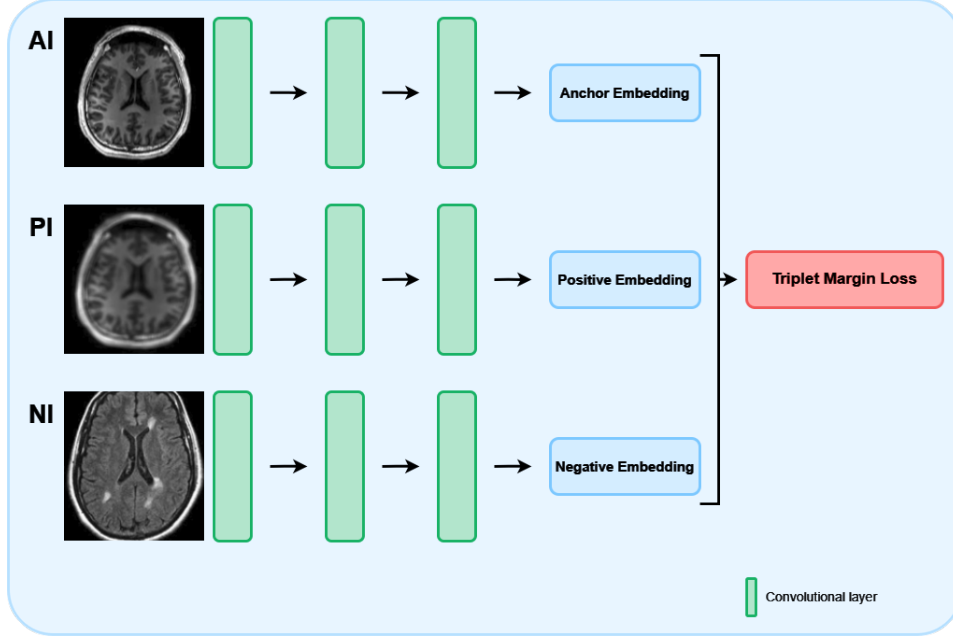 AI
Anchor Embedding
PI
Positive Embedding
Triplet Margin Loss
NI
Negative Embedding
Convolutional layer